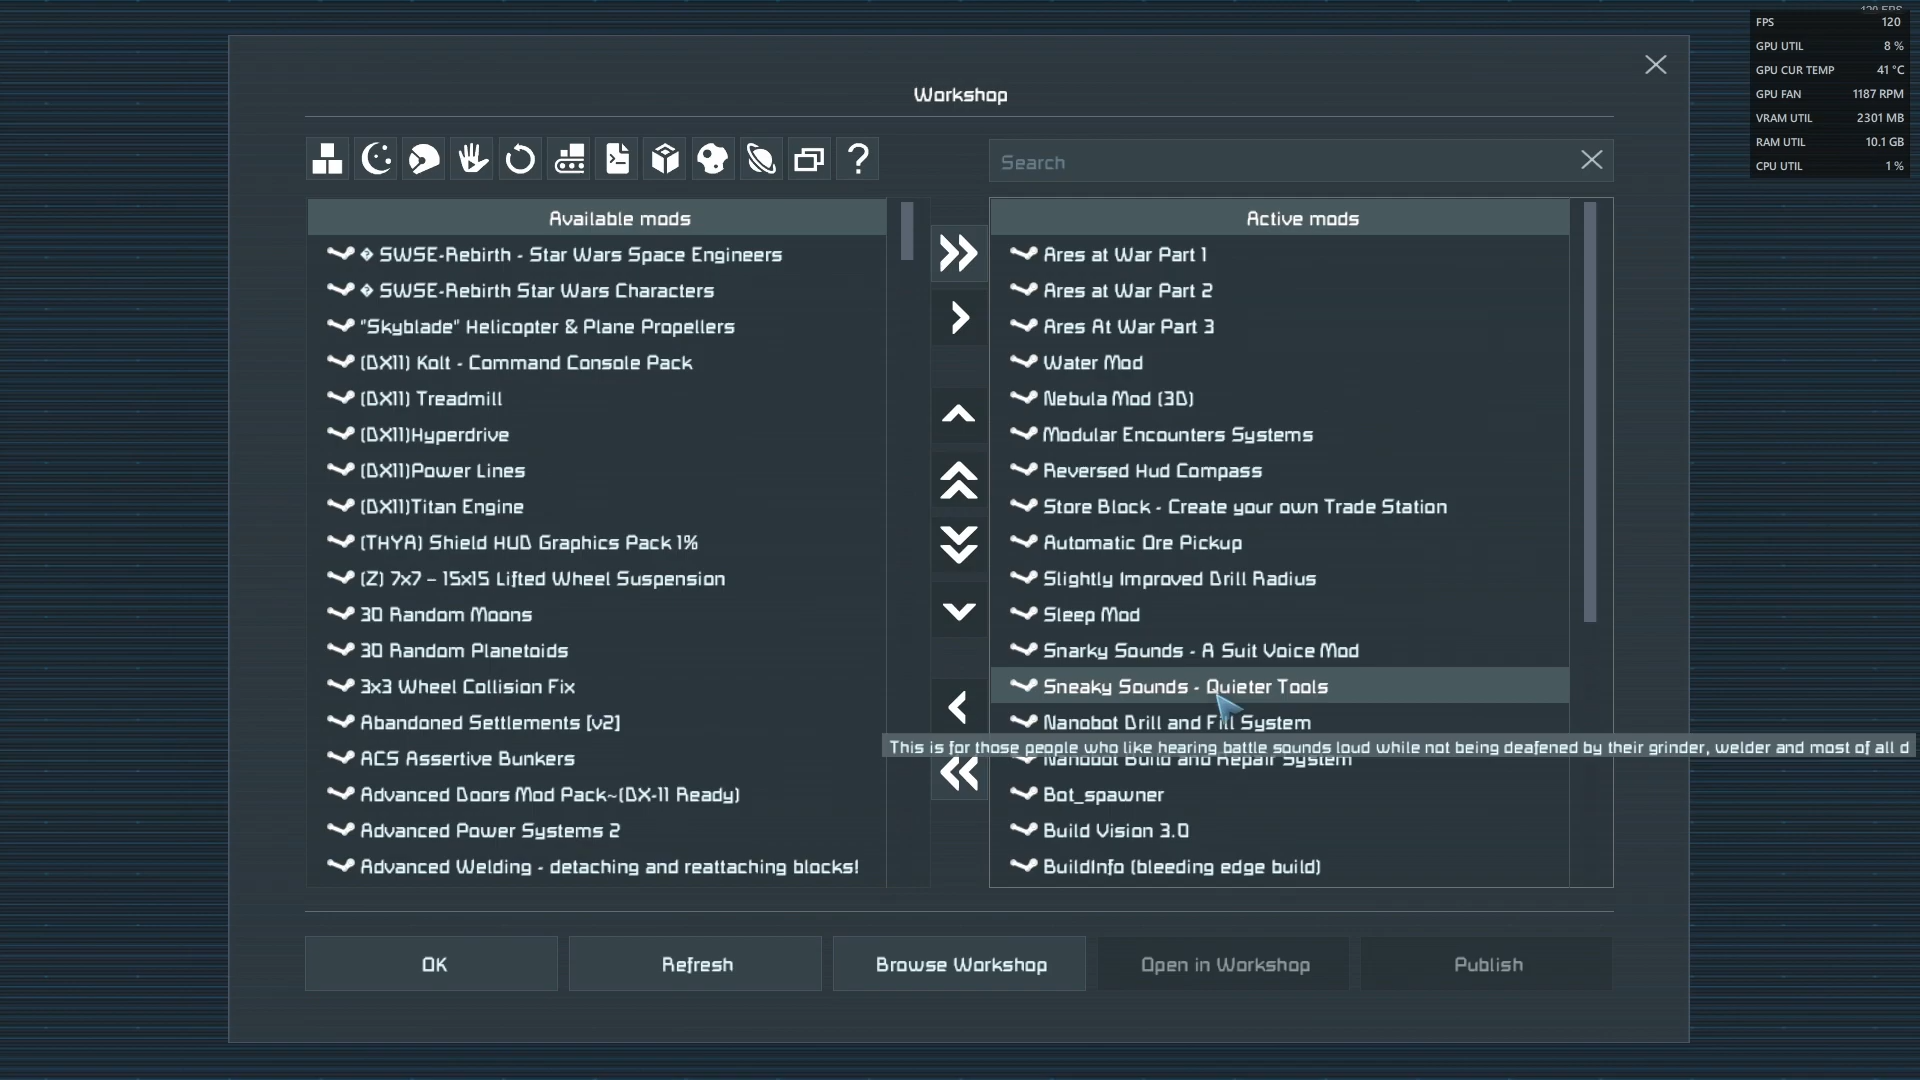 120 FPS
FPS 120
GPU UTIL 8 %
GPU CUR TEMP 41 °C
GPU FAN 1187 RPM
VRAM UTIL 2301 MB
RAM UTIL 10.1 GB
CPU UTIL 1 %
Workshop
Search
Available mods
� SWSE-Rebirth - Star Wars Space Engineers
� SWSE-Rebirth Star Wars Characters
"Skyblade" Helicopter & Plane Propellers
(DX11) Kolt - Command Console Pack
(DX11) Treadmill
(DX11)Hyperdrive
(DX11)Power Lines
(DX11)Titan Engine
(THYA) Shield HUD Graphics Pack 1%
(Z) 7x7 – 15x15 Lifted Wheel Suspension
3D Random Moons
3D Random Planetoids
3x3 Wheel Collision Fix
Abandoned Settlements [v2]
ACS Assertive Bunkers
Advanced Doors Mod Pack~(DX-11 Ready)
Advanced Power Systems 2
Advanced Welding - detaching and reattaching blocks!
Active mods
Ares at War Part 1
Ares at War Part 2
Ares At War Part 3
Water Mod
Nebula Mod (3D)
Modular Encounters Systems
Reversed Hud Compass
Store Block - Create your own Trade Station
Automatic Ore Pickup
Slightly Improved Drill Radius
Sleep Mod
Snarky Sounds - A Suit Voice Mod
Sneaky Sounds - Quieter Tools
Nanobot Drill and Fill System
This is for those people who like hearing battle sounds loud while not being deafened by their grinder, welder and most of all d
Nanobot Build and Repair System
Bot_spawner
Build Vision 3.0
BuildInfo (bleeding edge build)
OK
Refresh
Browse Workshop
Open in Workshop
Publish